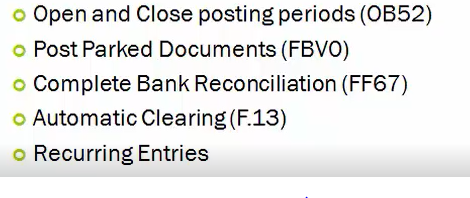 Open and Close posting periods (OB52)
Post Parked Documents (FBV0)
Complete Bank Reconciliation (FF67)
Automatic Clearing (F.13)
Recurring Entries